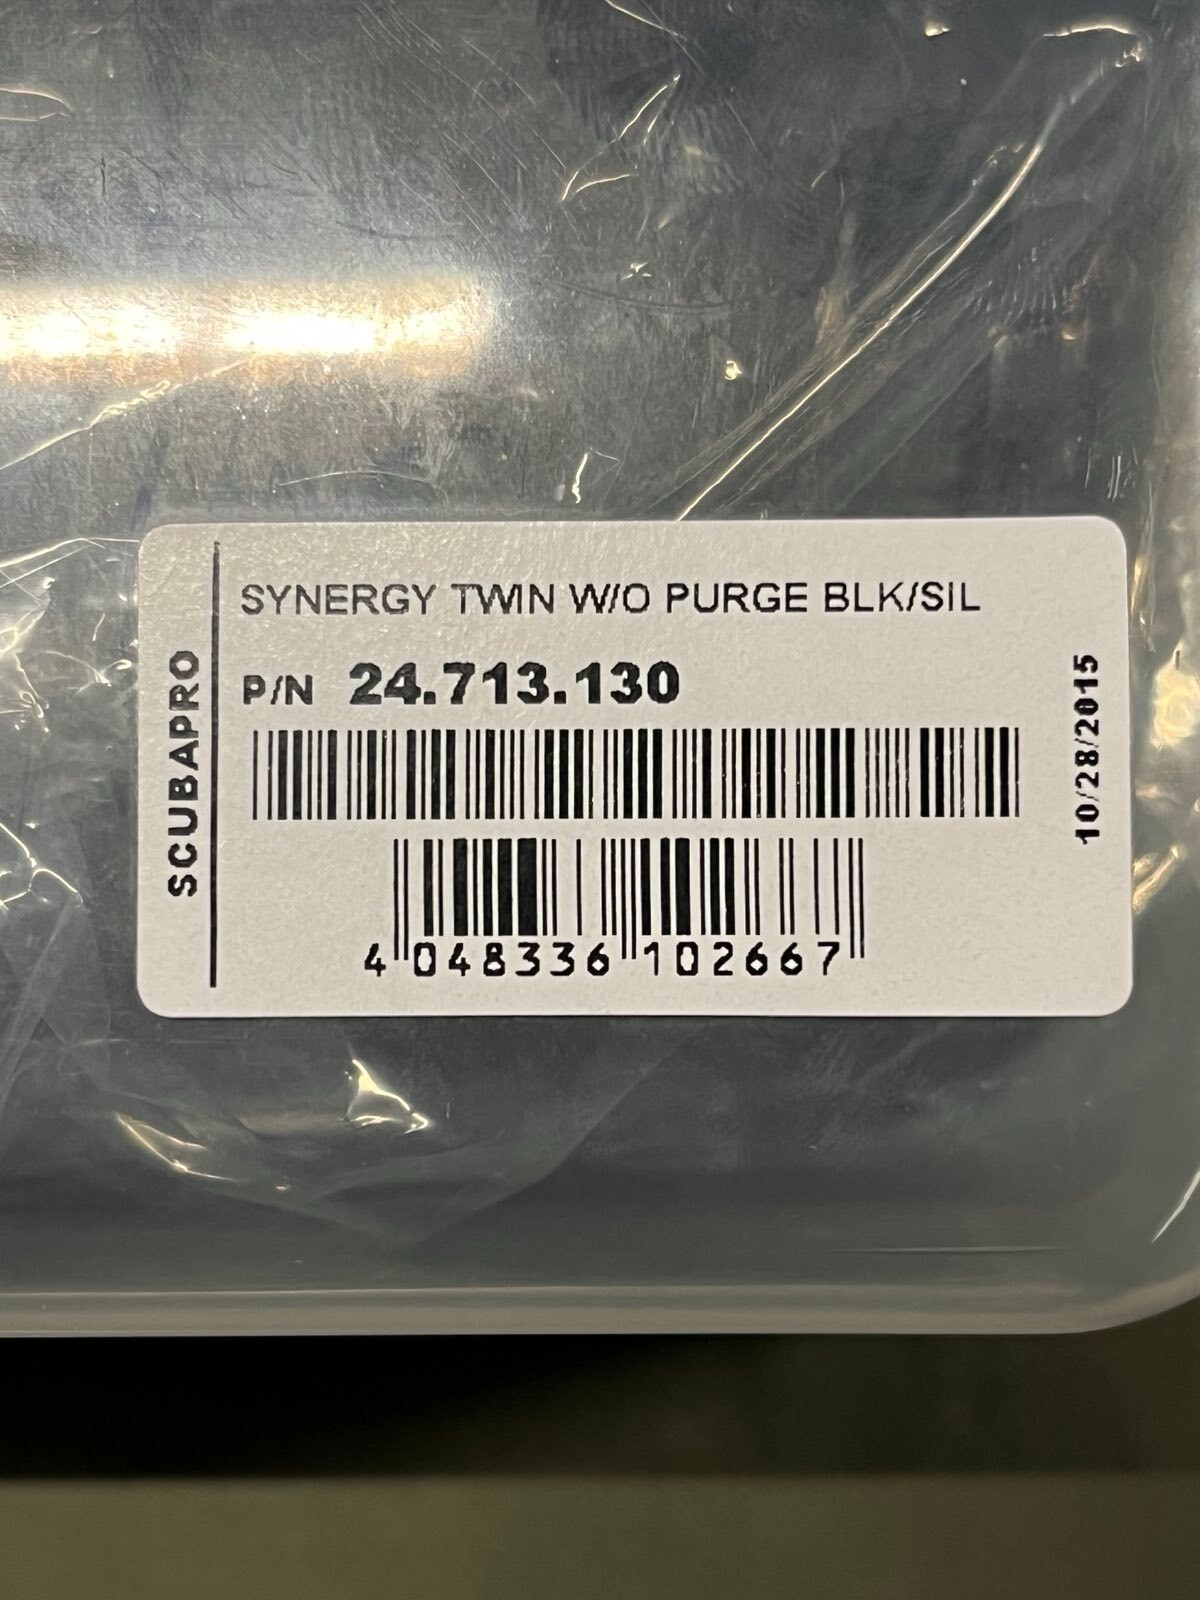 SCUBAPRO
SYNERGY TWIN W/O PURGE BLK/SIL
P/N 24.713.130
4 048336 102667
10/28/2015